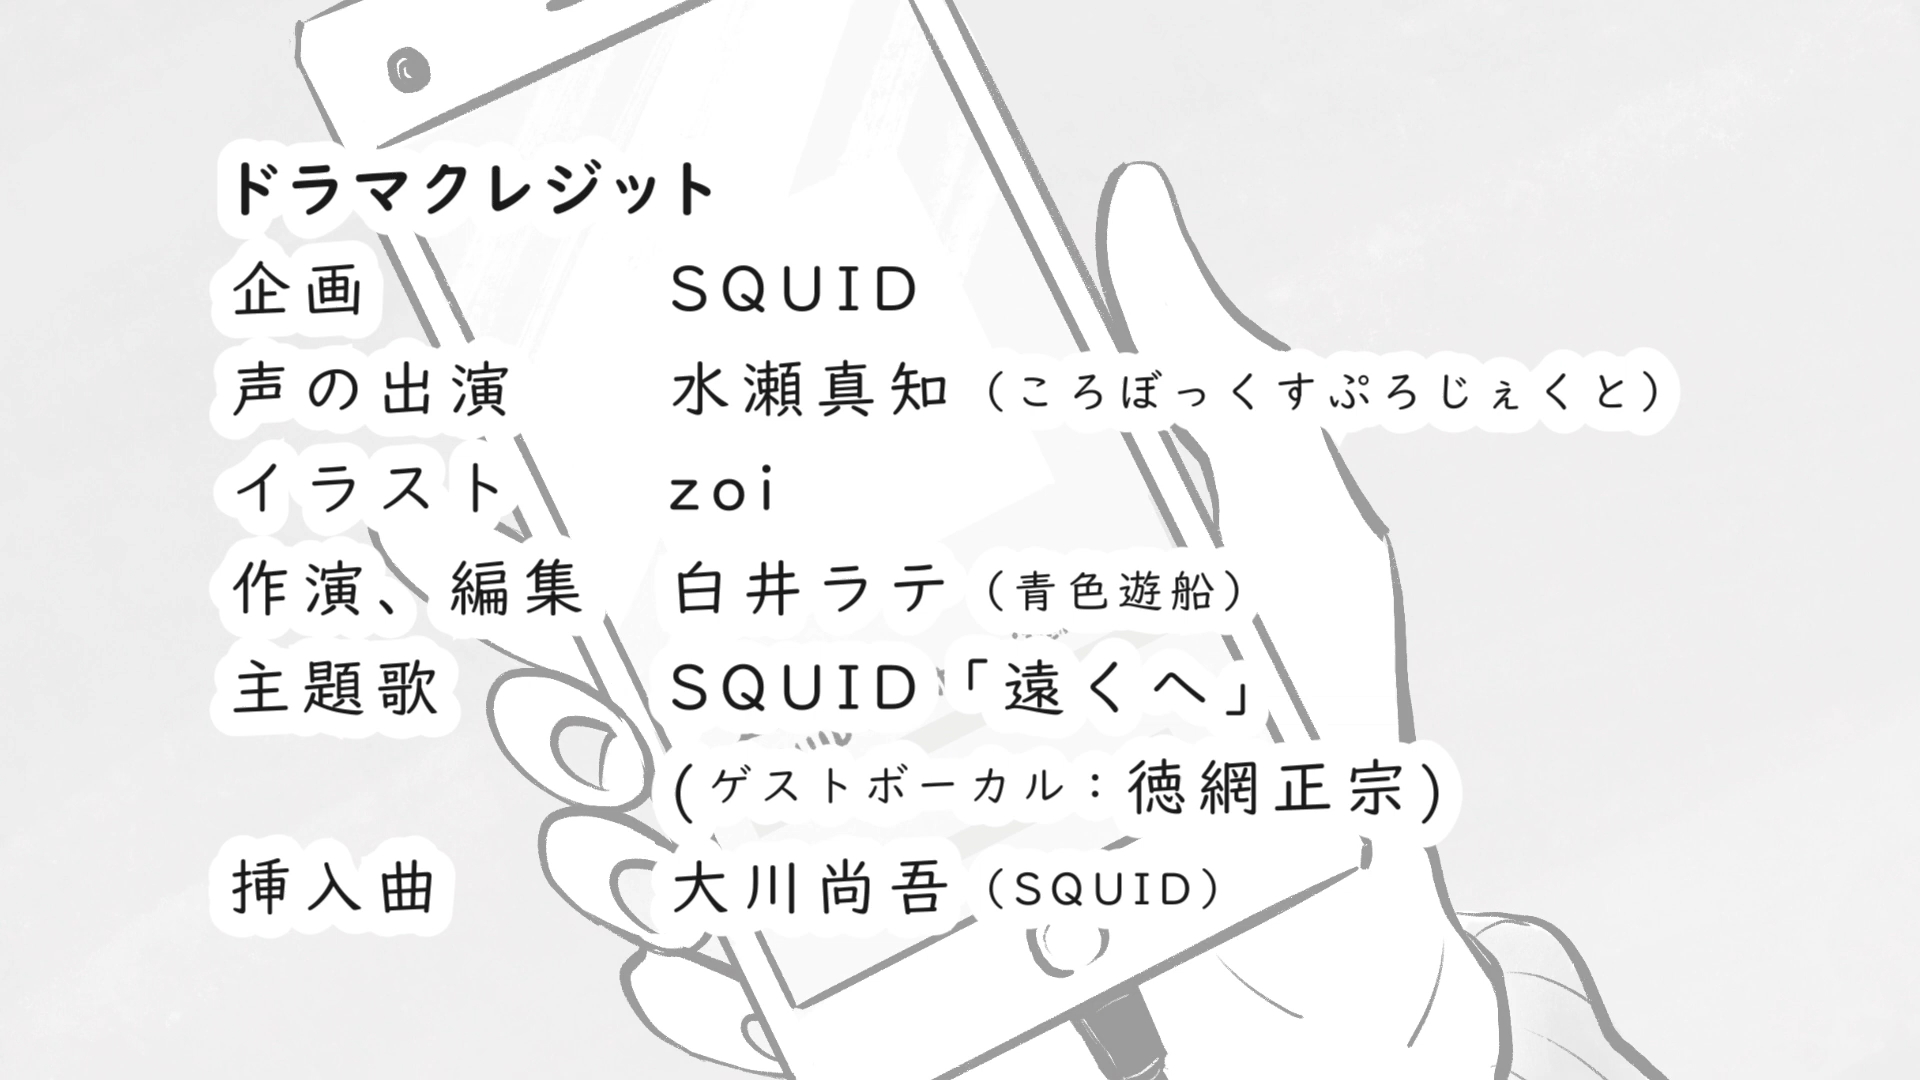 ドラマクレジット
企画 SQUID
声の出演 水瀬真知（ころぼっくすぷろじぇくと）
イラスト zoi
作演、編集 白井ラテ（青色遊船）
主題歌 SQUID「遠くへ」
(ゲストボーカル：徳網正宗)
挿入曲 大川尚吾（SQUID）